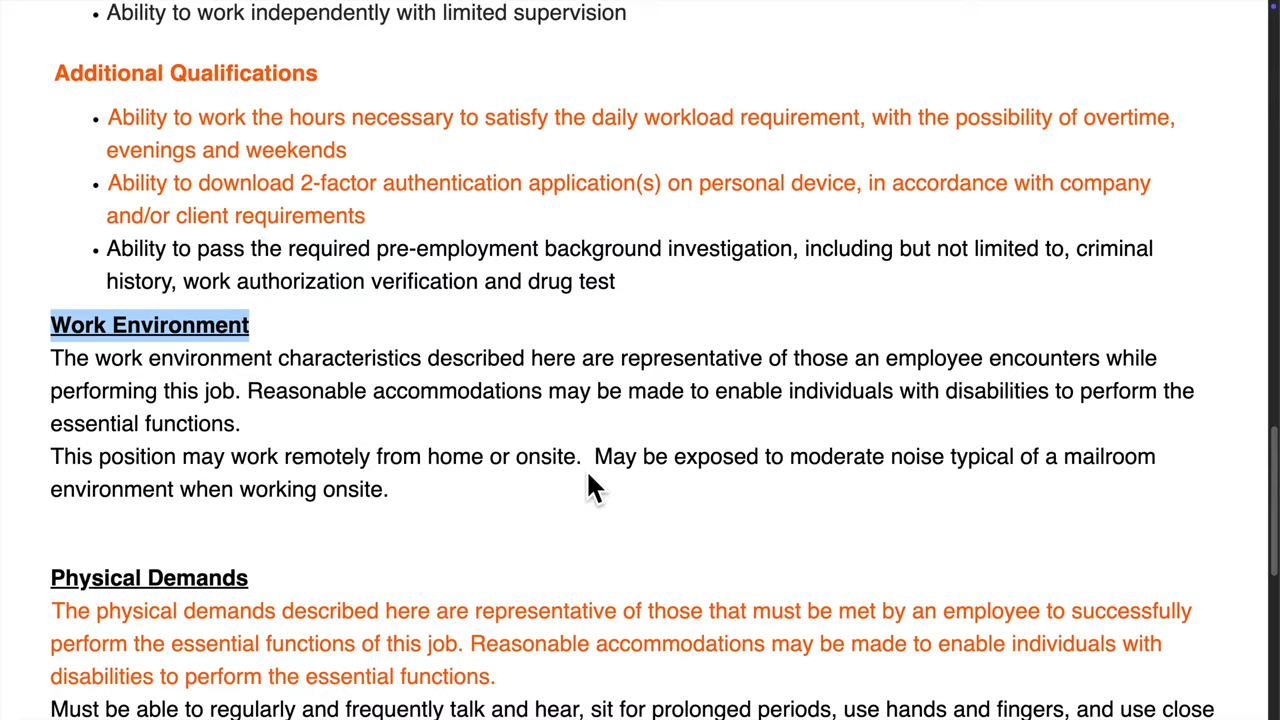 • Ability to work independently with limited supervision
Additional Qualifications
• Ability to work the hours necessary to satisfy the daily workload requirement, with the possibility of overtime,
evenings and weekends
• Ability to download 2-factor authentication application(s) on personal device, in accordance with company
and/or client requirements
• Ability to pass the required pre-employment background investigation, including but not limited to, criminal
history, work authorization verification and drug test
Work Environment
The work environment characteristics described here are representative of those an employee encounters while
performing this job. Reasonable accommodations may be made to enable individuals with disabilities to perform the
essential functions.
This position may work remotely from home or onsite.  May be exposed to moderate noise typical of a mailroom
environment when working onsite.
Physical Demands
The physical demands described here are representative of those that must be met by an employee to successfully
perform the essential functions of this job. Reasonable accommodations may be made to enable individuals with
disabilities to perform the essential functions.
Must be able to regularly and frequently talk and hear, sit for prolonged periods, use hands and fingers, and use close